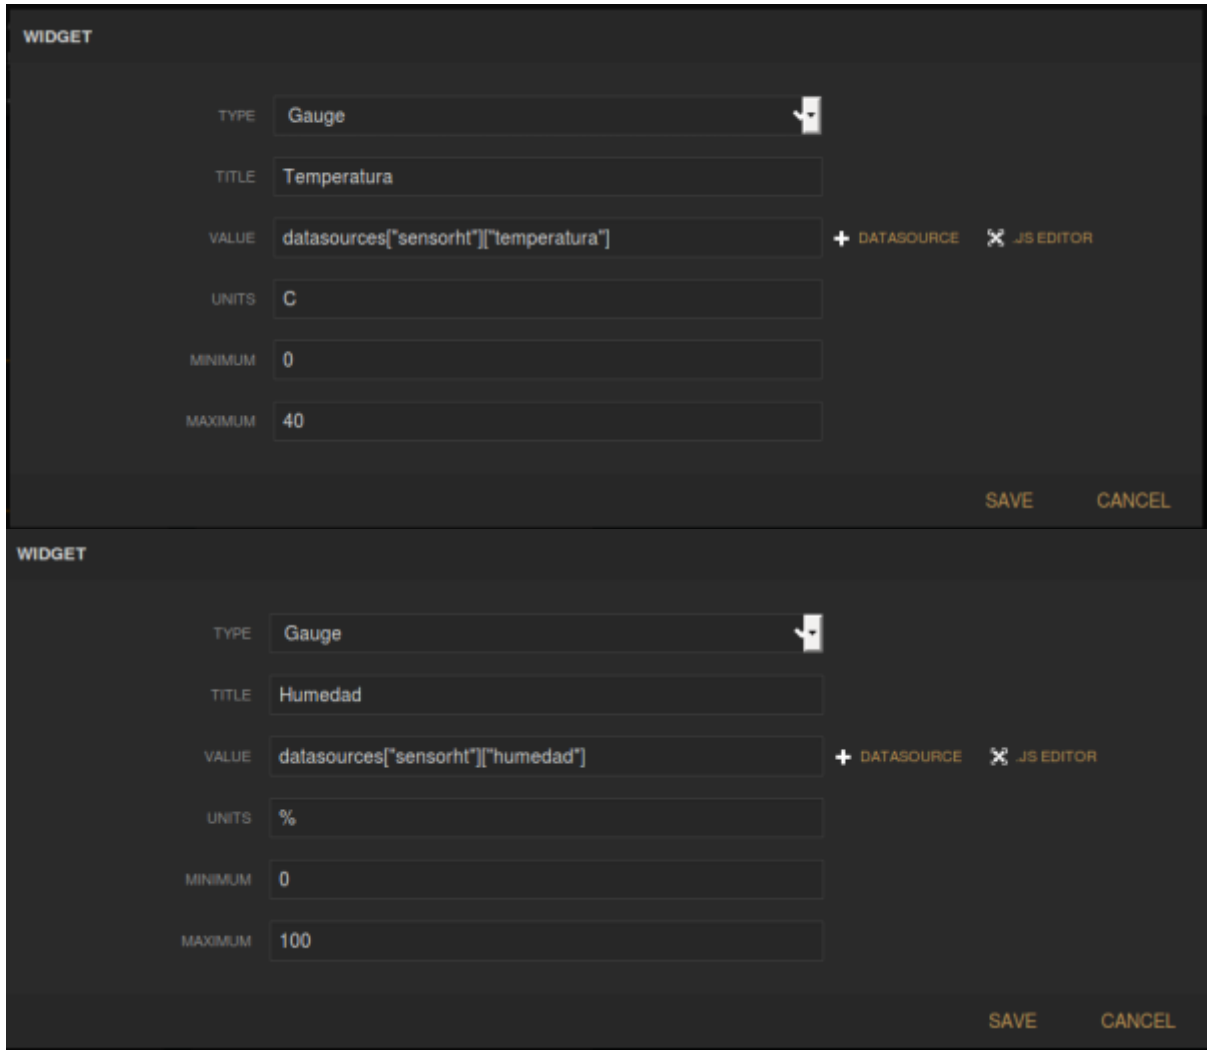 WIDGET
TYPE Gauge
TITLE Temperatura
VALUE datasources["sensorht"]["temperatura"] DATASOURCE .JS EDITOR
UNITS C
MINIMUM 0
MAXIMUM 40
SAVE CANCEL
WIDGET
TYPE Gauge
TITLE Humedad
VALUE datasources["sensorht"]["humedad"] DATASOURCE .JS EDITOR
UNITS %
MINIMUM 0
MAXIMUM 100
SAVE CANCEL